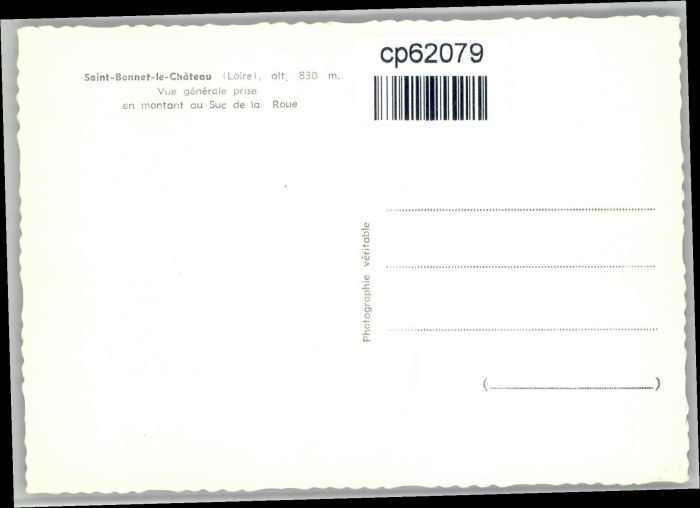 cp62079
Saint-Bonnet-le-Château (Loire), alt. 830 m.
Vue générale prise
en montant au Suc de la Roue
Photographie véritable
(                    )